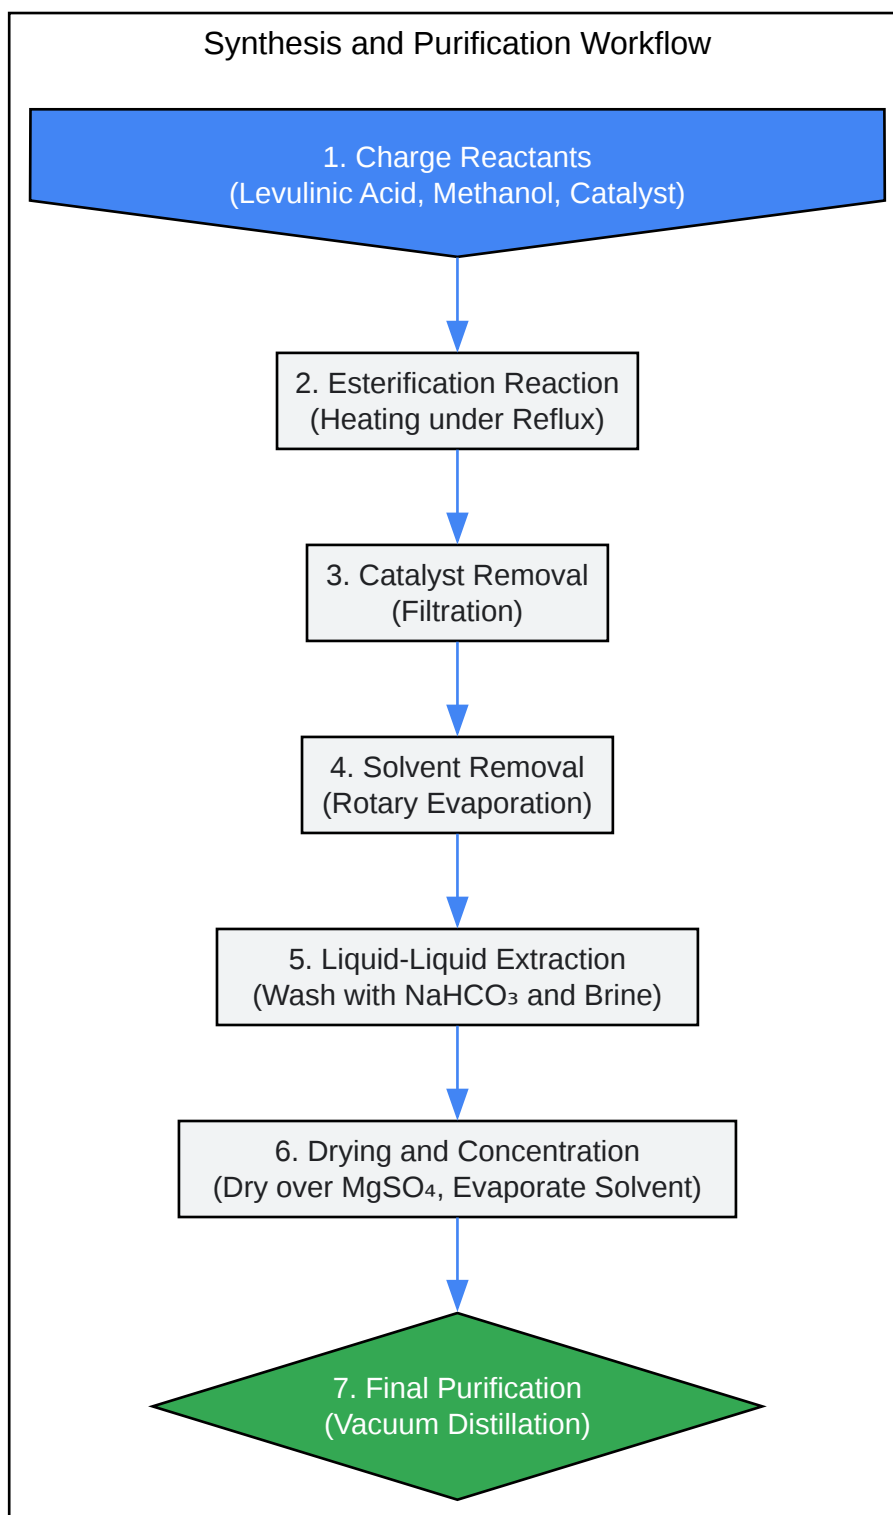 Synthesis and Purification Workflow
1. Charge Reactants
(Levulinic Acid, Methanol, Catalyst)
2. Esterification Reaction
(Heating under Reflux)
3. Catalyst Removal
(Filtration)
4. Solvent Removal
(Rotary Evaporation)
5. Liquid-Liquid Extraction
(Wash with NaHCO₃ and Brine)
6. Drying and Concentration
(Dry over MgSO₄, Evaporate Solvent)
7. Final Purification
(Vacuum Distillation)